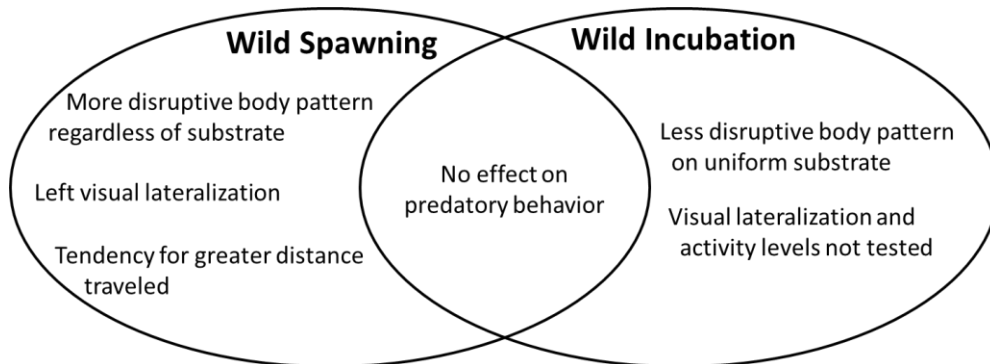 Wild Spawning
Wild Incubation
More disruptive body pattern
regardless of substrate
Left visual lateralization
Tendency for greater distance
traveled
No effect on
predatory behavior
Less disruptive body pattern
on uniform substrate
Visual lateralization and
activity levels not tested